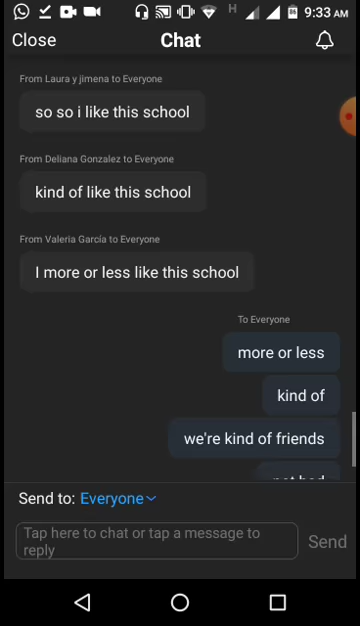 H 9:33 AM
Close Chat
From Laura y jimena to Everyone
so so i like this school
From Deliana Gonzalez to Everyone
kind of like this school
From Valeria García to Everyone
I more or less like this school
To Everyone
more or less
kind of
we're kind of friends
not bad
Send to: Everyone
Tap here to chat or tap a message to
reply
Send